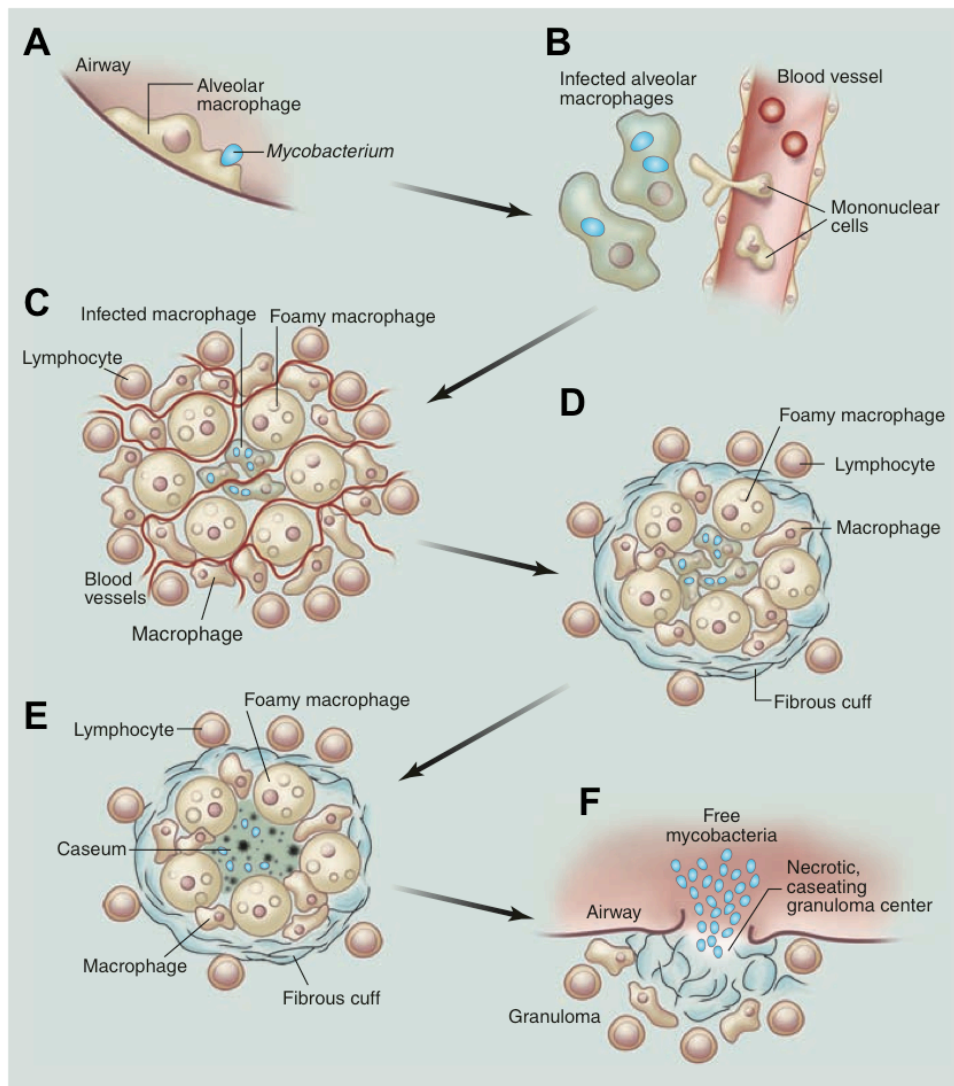 A
Airway
Alveolar
macrophage
Mycobacterium
B
Infected alveolar
macrophages
Blood vessel
Mononuclear
cells
C
Infected macrophage
Foamy macrophage
Lymphocyte
Blood
vessels
Macrophage
D
Foamy macrophage
Lymphocyte
Macrophage
Fibrous cuff
E
Foamy macrophage
Lymphocyte
Caseum
Macrophage
Fibrous cuff
F
Free
mycobacteria
Necrotic,
caseating
granuloma center
Airway
Granuloma